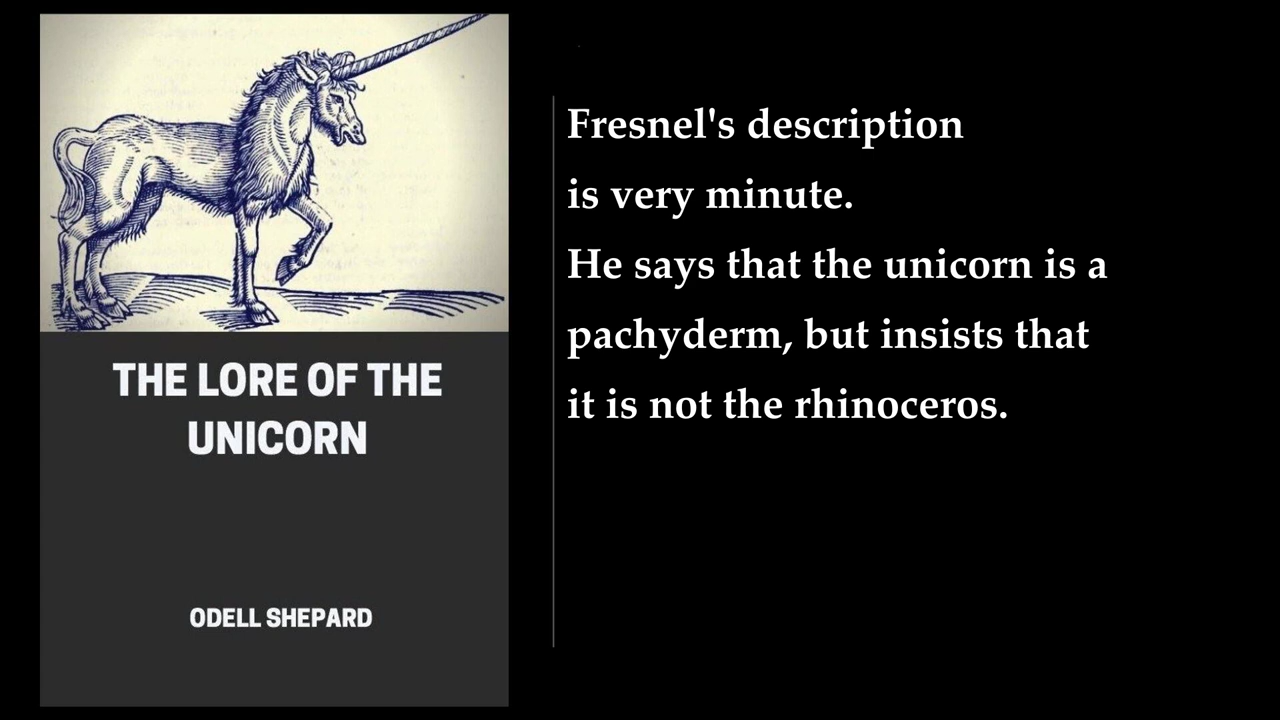 THE LORE OF THE
UNICORN
ODELL SHEPARD
Fresnel's description
is very minute.
He says that the unicorn is a
pachyderm, but insists that
it is not the rhinoceros.